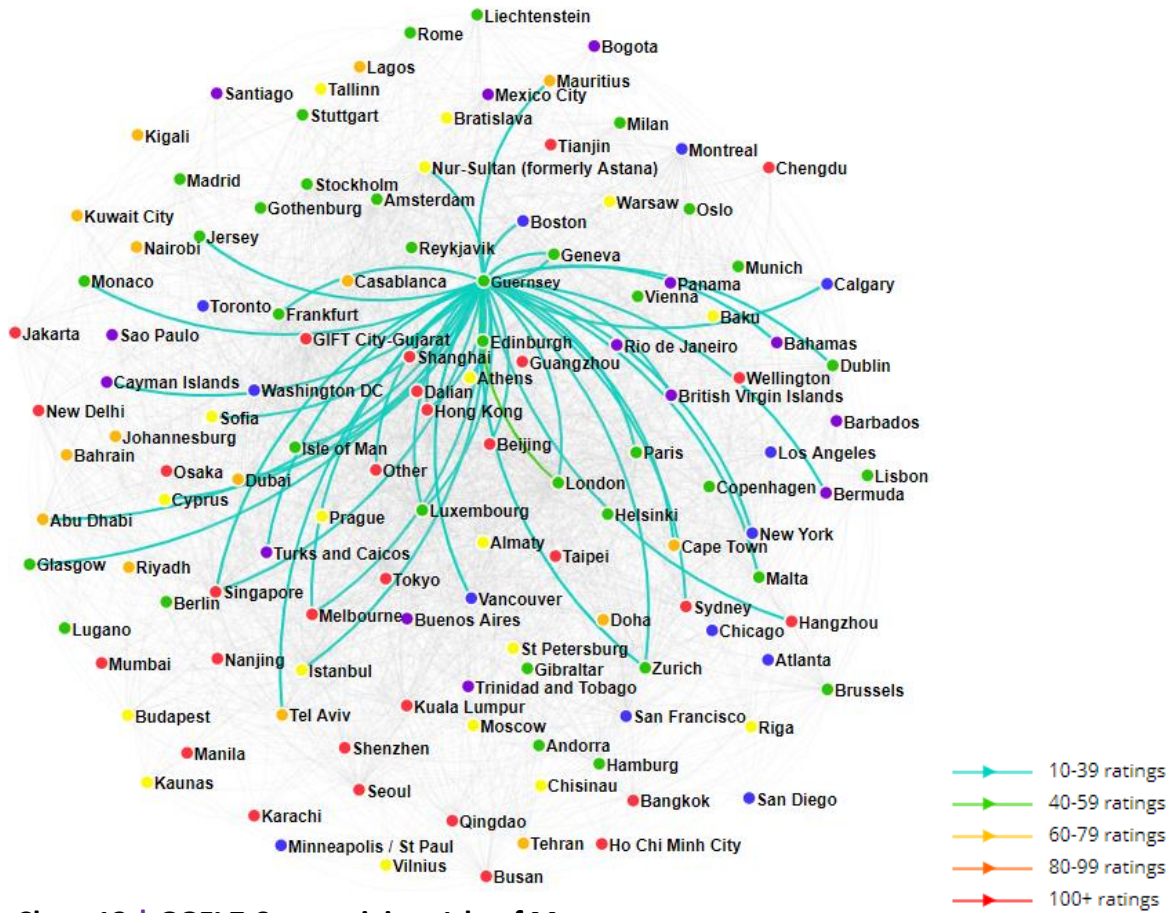 Liechtenstein
Rome
Bogota
Lagos
Mauritius
Tallinn
Santiago
Mexico City
Stuttgart
Bratislava
Milan
Kigali
Tianjin
Montreal
Chengdu
Nur-Sultan (formerly Astana)
Madrid
Stockholm
Amsterdam
Warsaw
Gothenburg
Oslo
Kuwait City
Boston
Jersey
Nairobi
Reykjavik
Geneva
Munich
Monaco
Casablanca
Guernsey
Panama
Calgary
Vienna
Toronto
Frankfurt
Baku
Jakarta
Sao Paulo
GIFT City-Gujarat
Edinburgh
Rio de Janeiro
Bahamas
Shanghai
Guangzhou
Dublin
Cayman Islands
Washington DC
Athens
Wellington
Dalian
British Virgin Islands
New Delhi
Sofia
Hong Kong
Barbados
Johannesburg
Isle of Man
Beijing
Bahrain
Paris
Los Angeles
Osaka
Other
Dubai
London
Lisbon
Copenhagen
Bermuda
Cyprus
Abu Dhabi
Prague
Luxembourg
Helsinki
New York
Almaty
Cape Town
Turks and Caicos
Taipei
Glasgow
Riyadh
Tokyo
Malta
Singapore
Berlin
Vancouver
Sydney
Melbourne
Buenos Aires
Doha
Hangzhou
Lugano
Chicago
St Petersburg
Mumbai
Nanjing
Istanbul
Gibraltar
Zurich
Atlanta
Trinidad and Tobago
Brussels
Kuala Lumpur
Budapest
Tel Aviv
San Francisco
Moscow
Riga
Manila
Shenzhen
Andorra
Hamburg
10-39 ratings
Kaunas
Seoul
Chisinau
Bangkok
San Diego
40-59 ratings
Karachi
Qingdao
60-79 ratings
Minneapolis / St Paul
Tehran
Ho Chi Minh City
Vilnius
80-99 ratings
Busan
100+ ratings